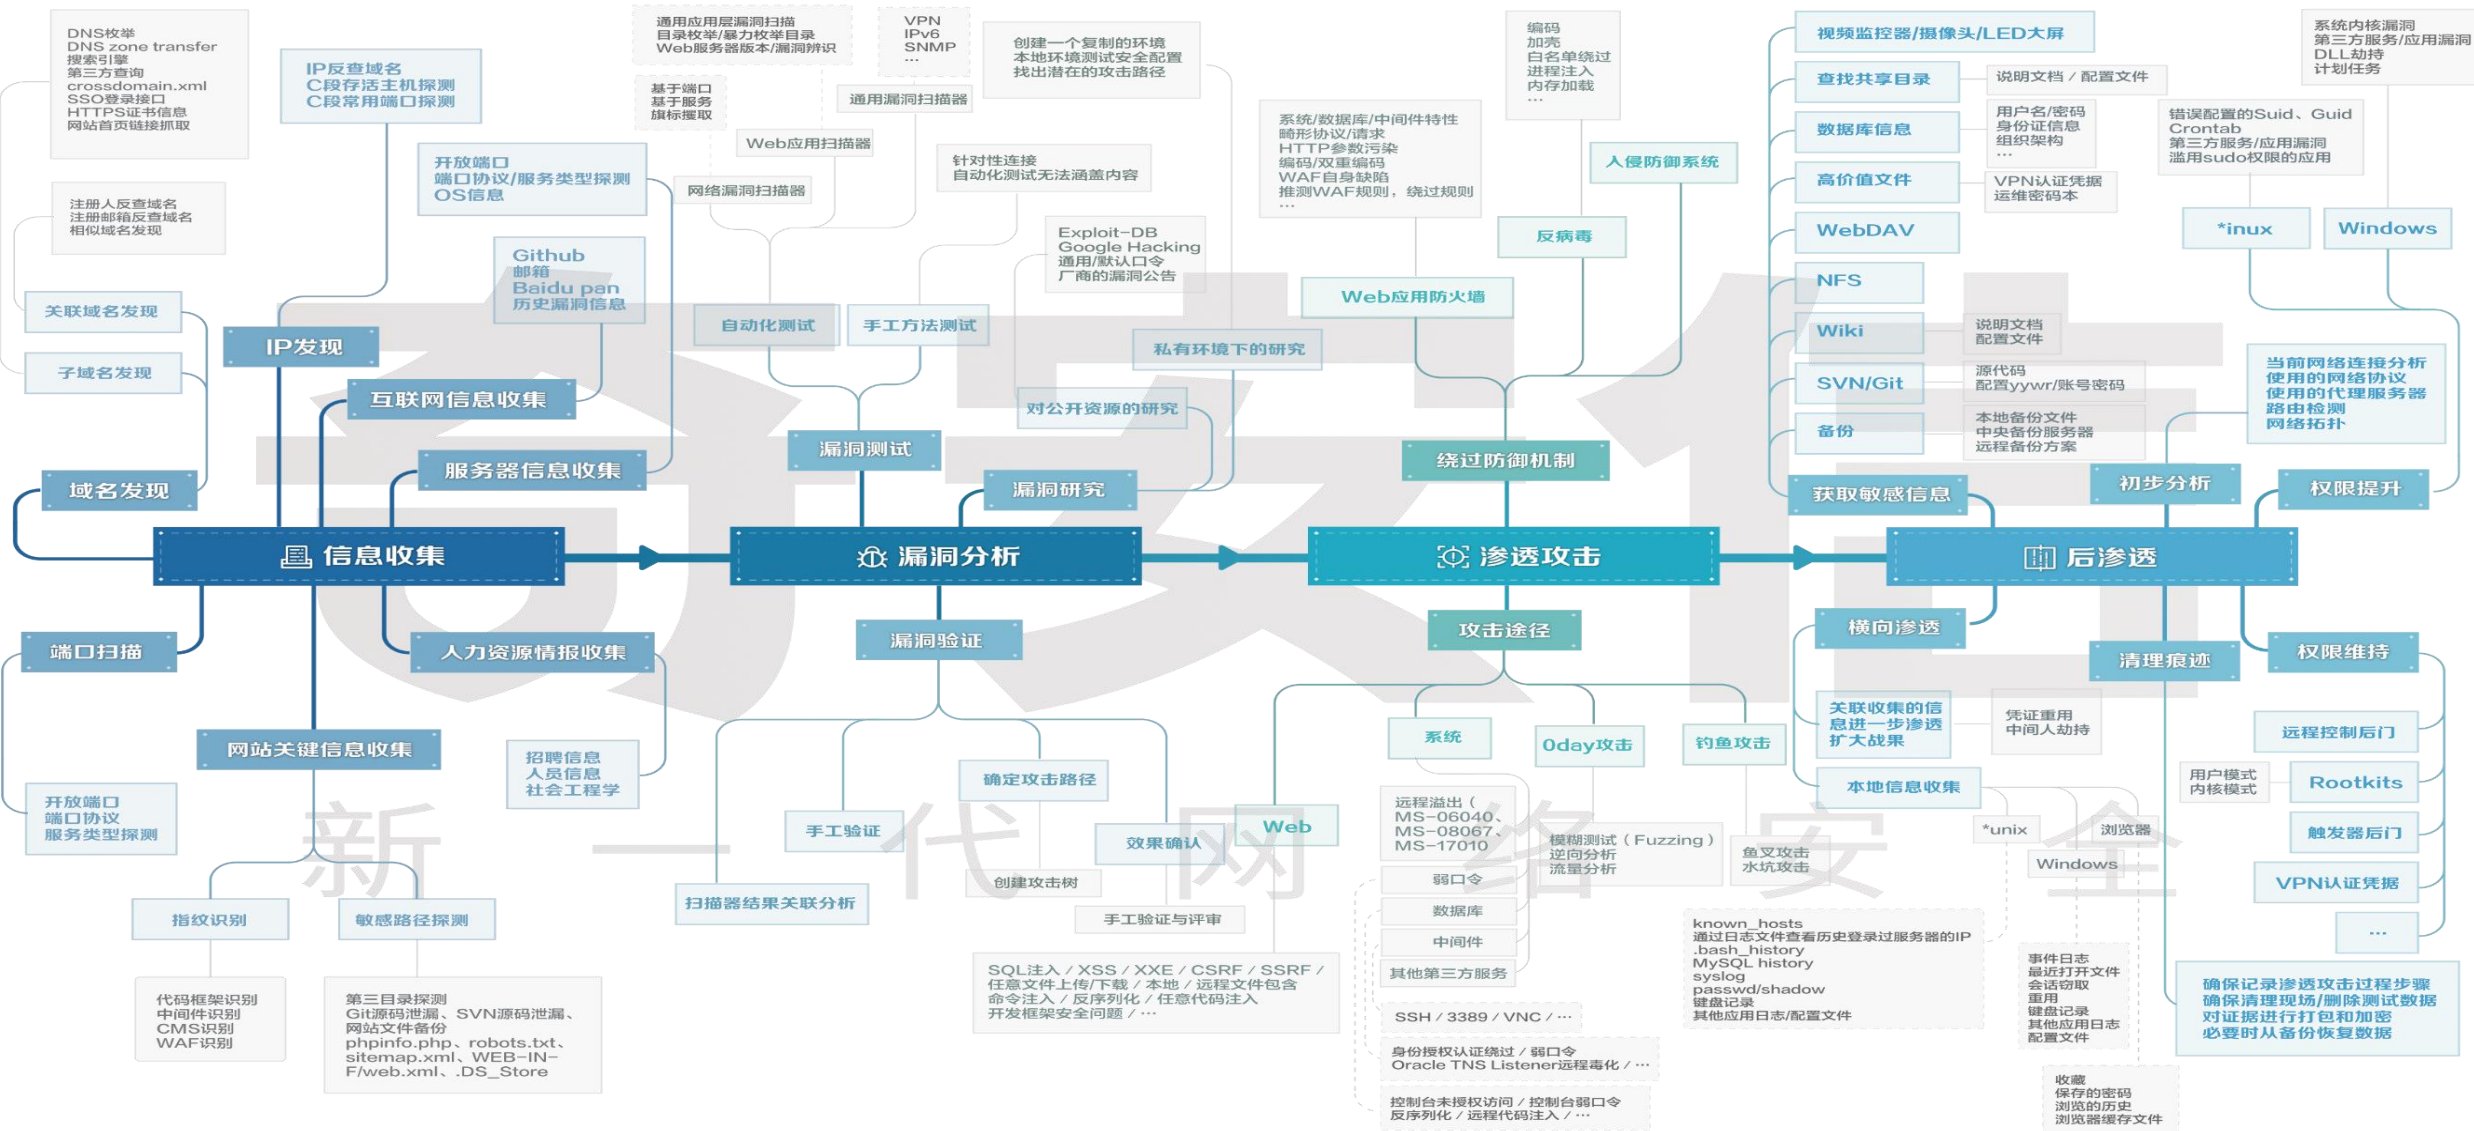 DNS枚举
DNS zone transfer
搜索引擎
第三方查询
crossdomain.xml
SSO登录接口
HTTPS证书信息
网站首页链接抓取
注册人反查域名
注册邮箱反查域名
相似域名发现
关联域名发现
子域名发现
域名发现
IP反查域名
C段存活主机探测
C段常用端口探测
IP发现
Github
邮箱
Baidu pan
历史漏洞信息
互联网信息收集
开放端口
端口协议/服务类型探测
OS信息
服务器信息收集
信息收集
端口扫描
开放端口
端口协议
服务类型探测
网站关键信息收集
指纹识别
代码框架识别
中间件识别
CMS识别
WAF识别
敏感路径探测
第三目录探测
Git源码泄漏、SVN源码泄漏、
网站文件备份
phpinfo.php、robots.txt、
sitemap.xml、WEB-IN-
F/web.xml、.DS_Store
人力资源情报收集
招聘信息
人员信息
社会工程学
通用应用层漏洞扫描
目录枚举/暴力枚举目录
Web服务器版本/漏洞辨识
基于端口
基于服务
旗标攫取
VPN
IPv6
SNMP
…
通用漏洞扫描器
Web应用扫描器
网络漏洞扫描器
自动化测试
针对性连接
自动化测试无法涵盖内容
手工方法测试
漏洞测试
创建一个复制的环境
本地环境测试安全配置
找出潜在的攻击路径
Exploit-DB
Google Hacking
通用/默认口令
厂商的漏洞公告
私有环境下的研究
对公开资源的研究
漏洞研究
漏洞分析
漏洞验证
扫描器结果关联分析
手工验证
确定攻击路径
创建攻击树
效果确认
手工验证与评审
系统/数据库/中间件特性
畸形协议/请求
HTTP参数污染
编码/双重编码
WAF自身缺陷
推测WAF规则，绕过规则
…
Web应用防火墙
编码
加壳
白名单绕过
进程注入
内存加载
…
反病毒
人侵防御系统
绕过防御机制
渗透攻击
攻击途径
Web
SQL注入 / XSS / XXE / CSRF / SSRF /
任意文件上传/下载 / 本地 / 远程文件包含
命令注入 / 反序列化 / 任意代码注入
开发框架安全问题 / …
系统
远程溢出（
MS-06040、
MS-08067、
MS-17010
弱口令
数据库
中间件
其他第三方服务
SSH / 3389 / VNC / …
身份授权认证绕过 / 弱口令
Oracle TNS Listener远程毒化 / …
控制台未授权访问 / 控制台弱口令
反序列化 / 远程代码注入 / …
0day攻击
模糊测试（Fuzzing）
逆向分析
流量分析
钓鱼攻击
鱼叉攻击
水坑攻击
视频监控器/摄像头/LED大屏
查找共享目录
说明文档 / 配置文件
数据库信息
用户名/密码
身份证信息
组织架构
…
高价值文件
VPN认证凭据
运维密码本
WebDAV
NFS
Wiki
说明文档
配置文件
SVN/Git
源代码
配置yywr/账号密码
备份
本地备份文件
中央备份服务器
远程备份方案
获取敏感信息
当前网络连接分析
使用的网络协议
使用的代理服务器
路由检测
网络拓扑
初步分析
错误配置的Suid、Guid
Crontab
第三方服务/应用漏洞
滥用sudo权限的应用
*inux
系统内核漏洞
第三方服务/应用漏洞
DLL劫持
计划任务
Windows
权限提升
后渗透
横向渗透
关联收集的信
息进一步渗透
扩大战果
凭证重用
中间人劫持
本地信息收集
*unix
known_hosts
通过日志文件查看历史登录过服务器的IP
.bash_history
MySQL history
syslog
passwd/shadow
键盘记录
其他应用日志/配置文件
Windows
事件日志
最近打开文件
会话窃取
重用
键盘记录
其他应用日志
配置文件
浏览器
收藏
保存的密码
浏览的历史
浏览器缓存文件
清理痕迹
确保记录渗透攻击过程步骤
确保清理现场/删除测试数据
对证据进行打包和加密
必要时从备份恢复数据
权限维持
远程控制后门
Rootkits
用户模式
内核模式
触发器后门
VPN认证凭据
…
奇安信
新一代网络安全